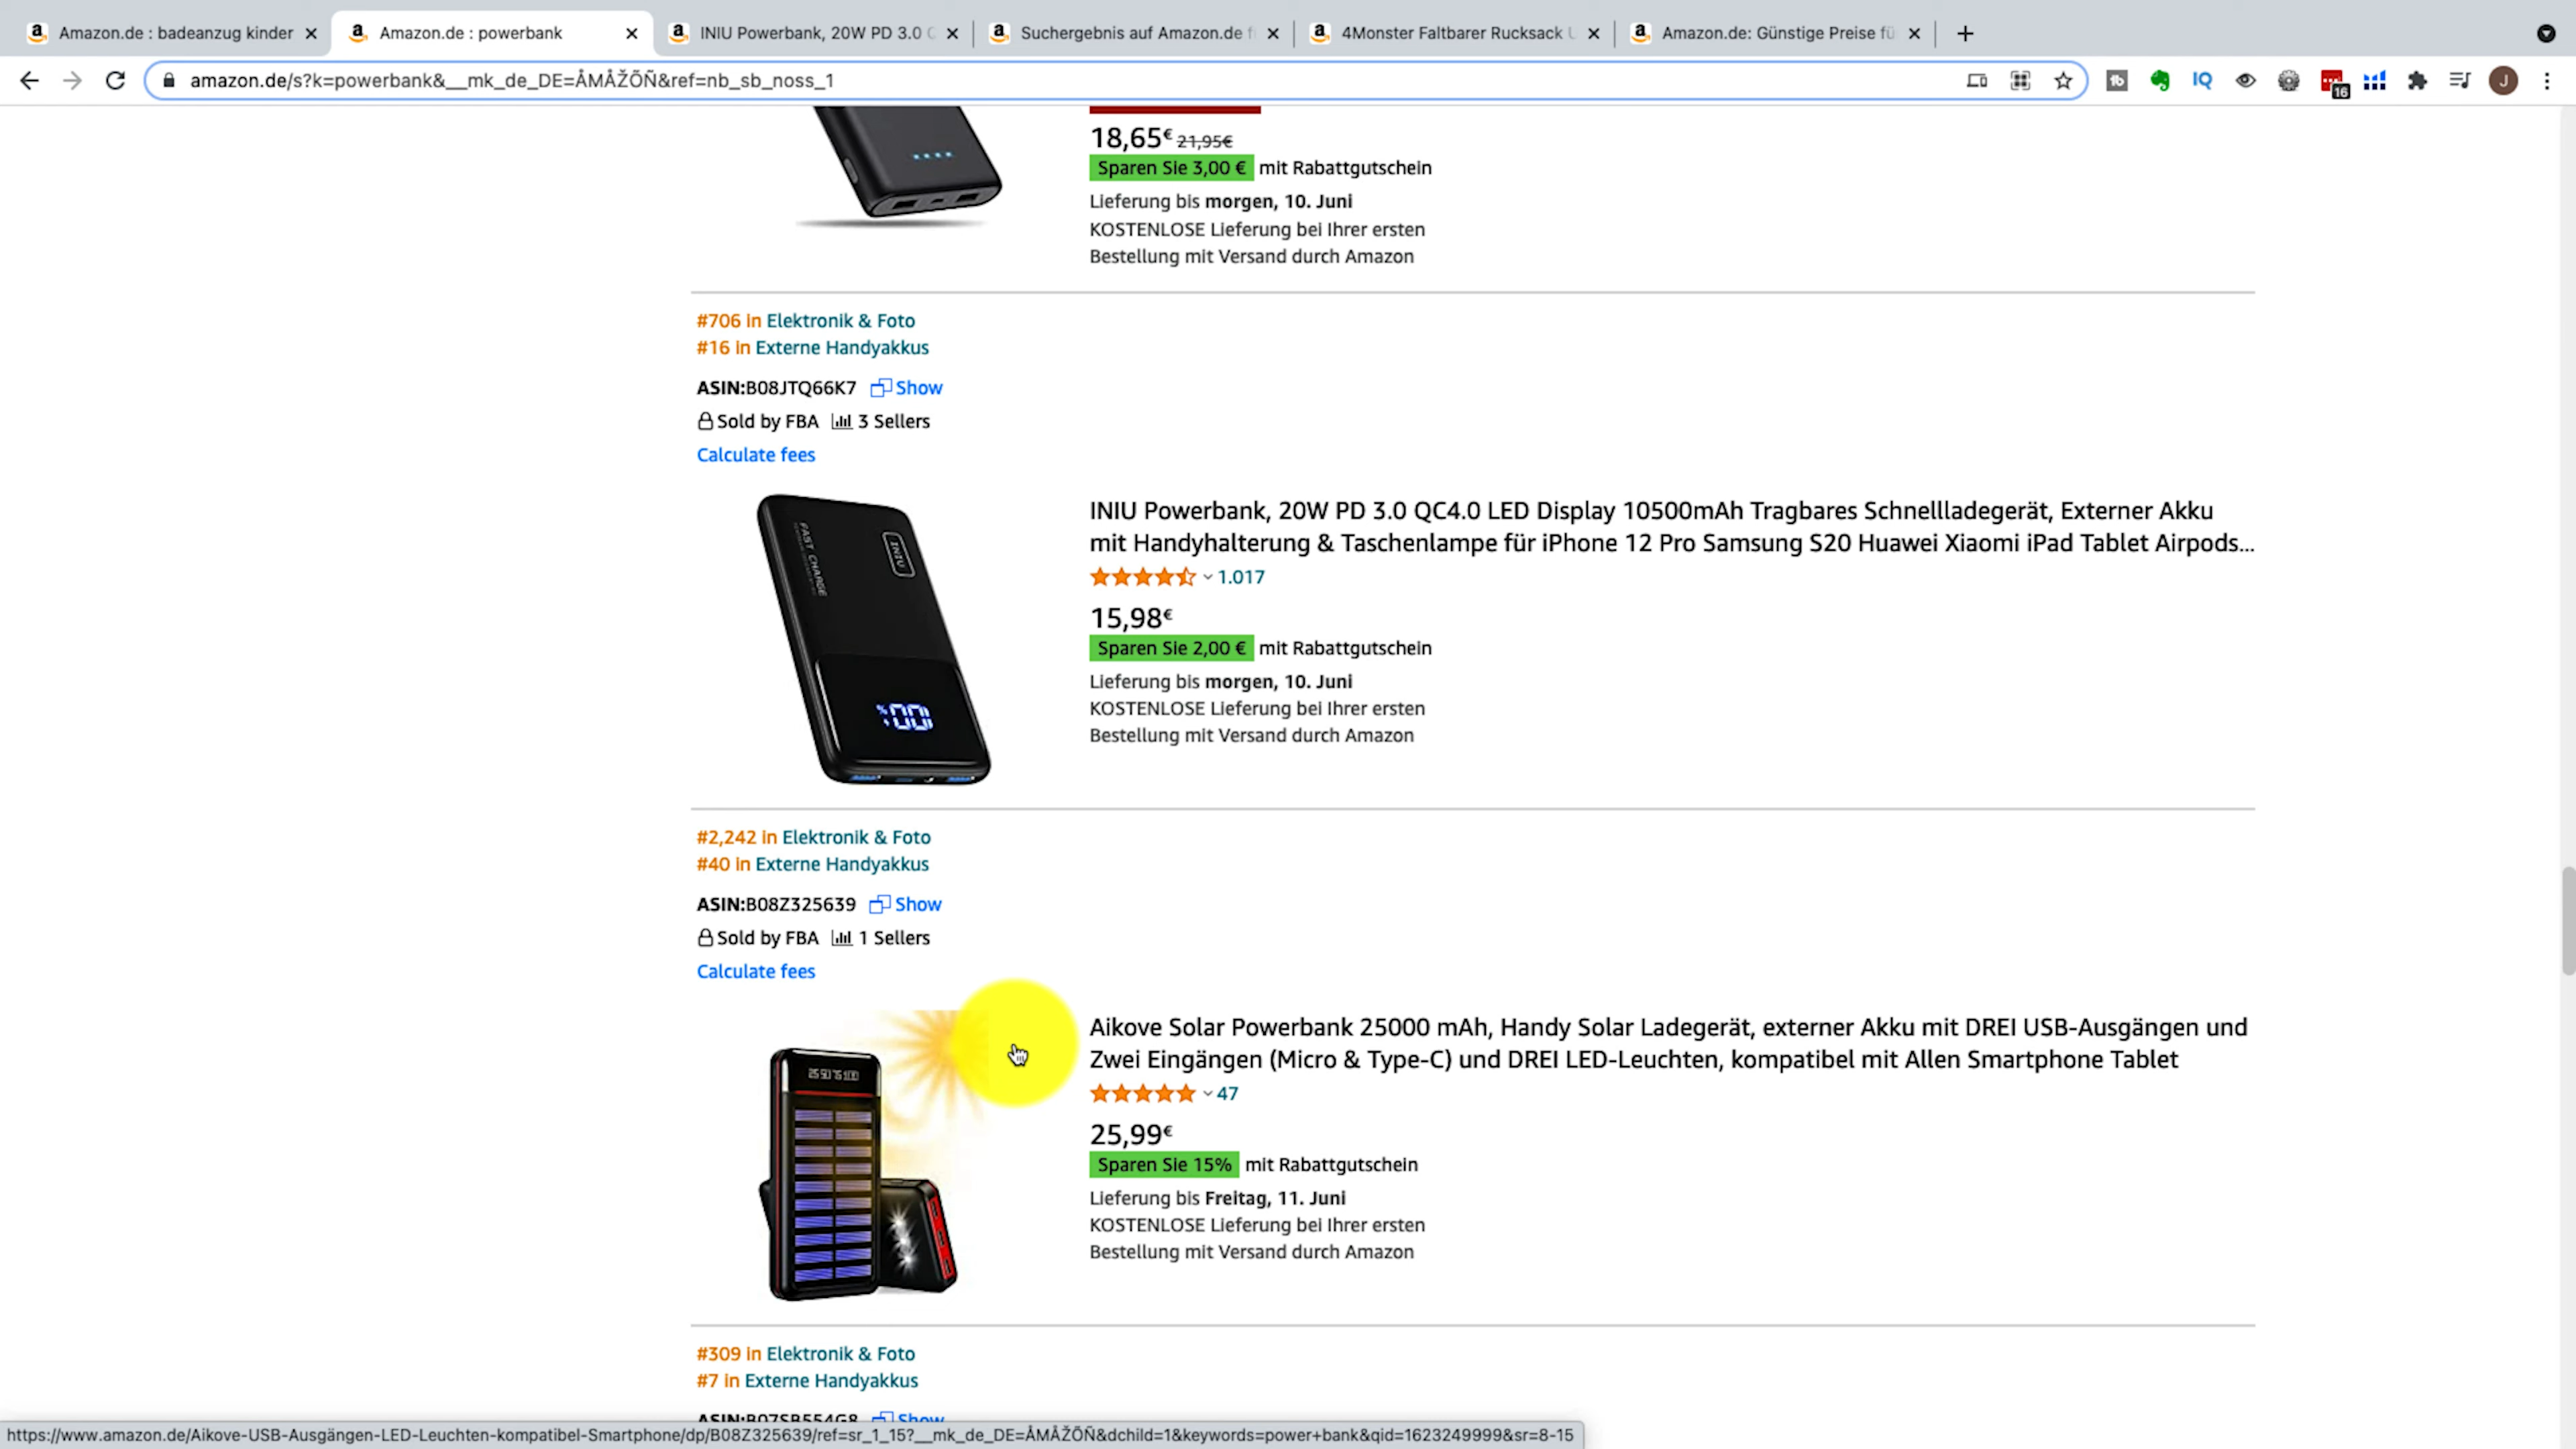 Amazon.de : badeanzug kinder
Amazon.de : powerbank
INIU Powerbank, 20W PD 3.0
Suchergebnis auf Amazon.de
4Monster Faltbarer Rucksack
Amazon.de: Günstige Preise fü
amazon.de/s?k=powerbank&__mk_de_DE=ÅMÅŽÕÑ&ref=nb_sb_noss_1
IQ
16
J
18,65€ 21,95€
Sparen Sie 3,00 € mit Rabattgutschein
Lieferung bis morgen, 10. Juni
KOSTENLOSE Lieferung bei Ihrer ersten
Bestellung mit Versand durch Amazon
#706 in Elektronik & Foto
#16 in Externe Handyakkus
ASIN:B08JTQ66K7 Show
Sold by FBA 3 Sellers
Calculate fees
INIU
FAST CHARGE
INIU Powerbank, 20W PD 3.0 QC4.0 LED Display 10500mAh Tragbares Schnellladegerät, Externer Akku
mit Handyhalterung & Taschenlampe für iPhone 12 Pro Samsung S20 Huawei Xiaomi iPad Tablet Airpods...
1.017
15,98€
Sparen Sie 2,00 € mit Rabattgutschein
Lieferung bis morgen, 10. Juni
KOSTENLOSE Lieferung bei Ihrer ersten
Bestellung mit Versand durch Amazon
#2,242 in Elektronik & Foto
#40 in Externe Handyakkus
ASIN:B08Z325639 Show
Sold by FBA 1 Sellers
Calculate fees
Aikove Solar Powerbank 25000 mAh, Handy Solar Ladegerät, externer Akku mit DREI USB-Ausgängen und
Zwei Eingängen (Micro & Type-C) und DREI LED-Leuchten, kompatibel mit Allen Smartphone Tablet
47
25,99€
Sparen Sie 15% mit Rabattgutschein
Lieferung bis Freitag, 11. Juni
KOSTENLOSE Lieferung bei Ihrer ersten
Bestellung mit Versand durch Amazon
#309 in Elektronik & Foto
#7 in Externe Handyakkus
ASIN:B07SB554G8 Show
https://www.amazon.de/Aikove-USB-Ausgängen-LED-Leuchten-kompatibel-Smartphone/dp/B08Z325639/ref=sr_1_15?__mk_de_DE=ÅMÅŽÕÑ&dchild=1&keywords=power+bank&qid=1623249999&sr=8-15